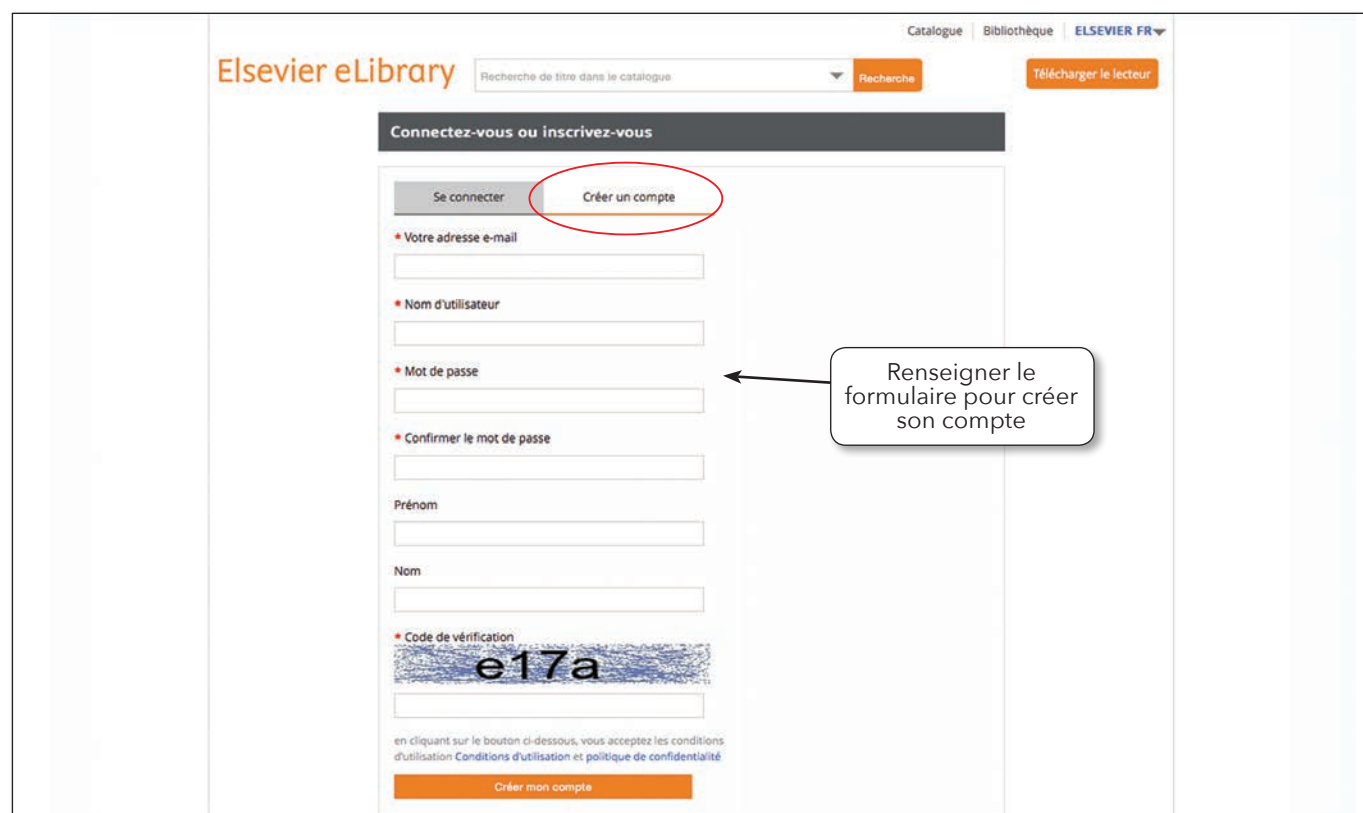 Catalogue Bibliothèque ELSEVIER FR
Elsevier eLibrary Recherche de titre dans le catalogue Recherche Télécharger le lecteur
Connectez-vous ou inscrivez-vous
Se connecter Créer un compte
* Votre adresse e-mail
* Nom d'utilisateur
* Mot de passe
Renseigner le
formulaire pour créer
son compte
* Confirmer le mot de passe
Prénom
Nom
* Code de vérification
e17a
en cliquant sur le bouton ci-dessous, vous acceptez les conditions
d'utilisation Conditions d'utilisation et politique de confidentialité
Créer mon compte